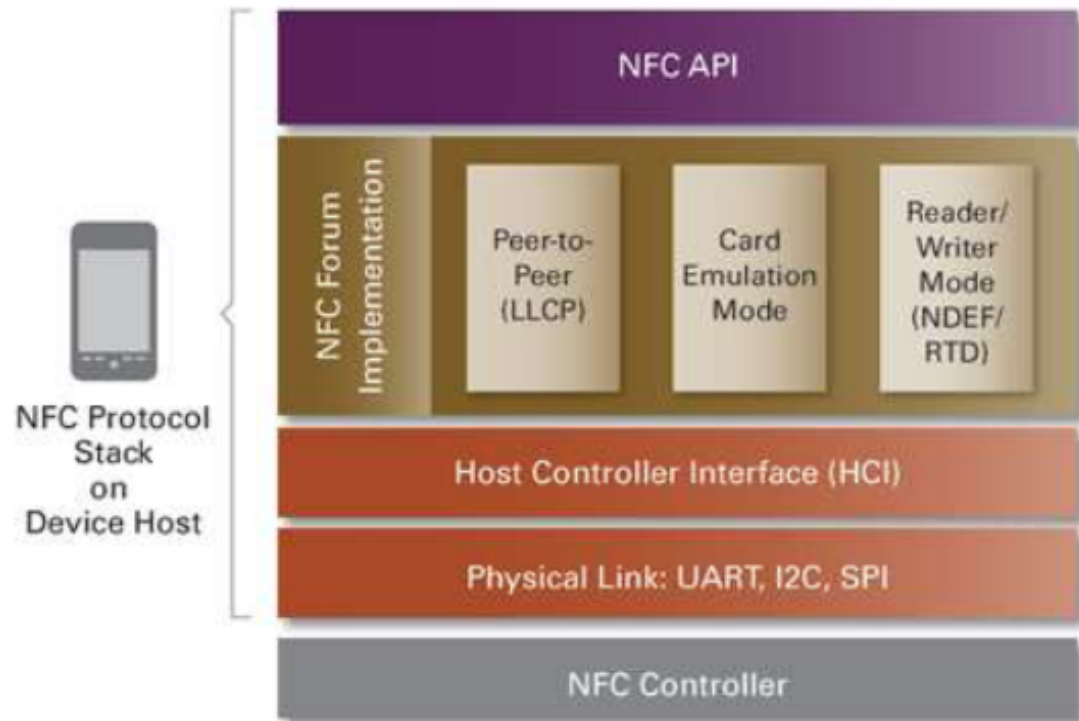 NFC API
NFC Forum
Implementation
Peer-to-
Peer
(LLCP)
Card
Emulation
Mode
Reader/
Writer
Mode
(NDEF/
RTD)
NFC Protocol
Stack
on
Device Host
Host Controller Interface (HCI)
Physical Link: UART, I2C, SPI
NFC Controller